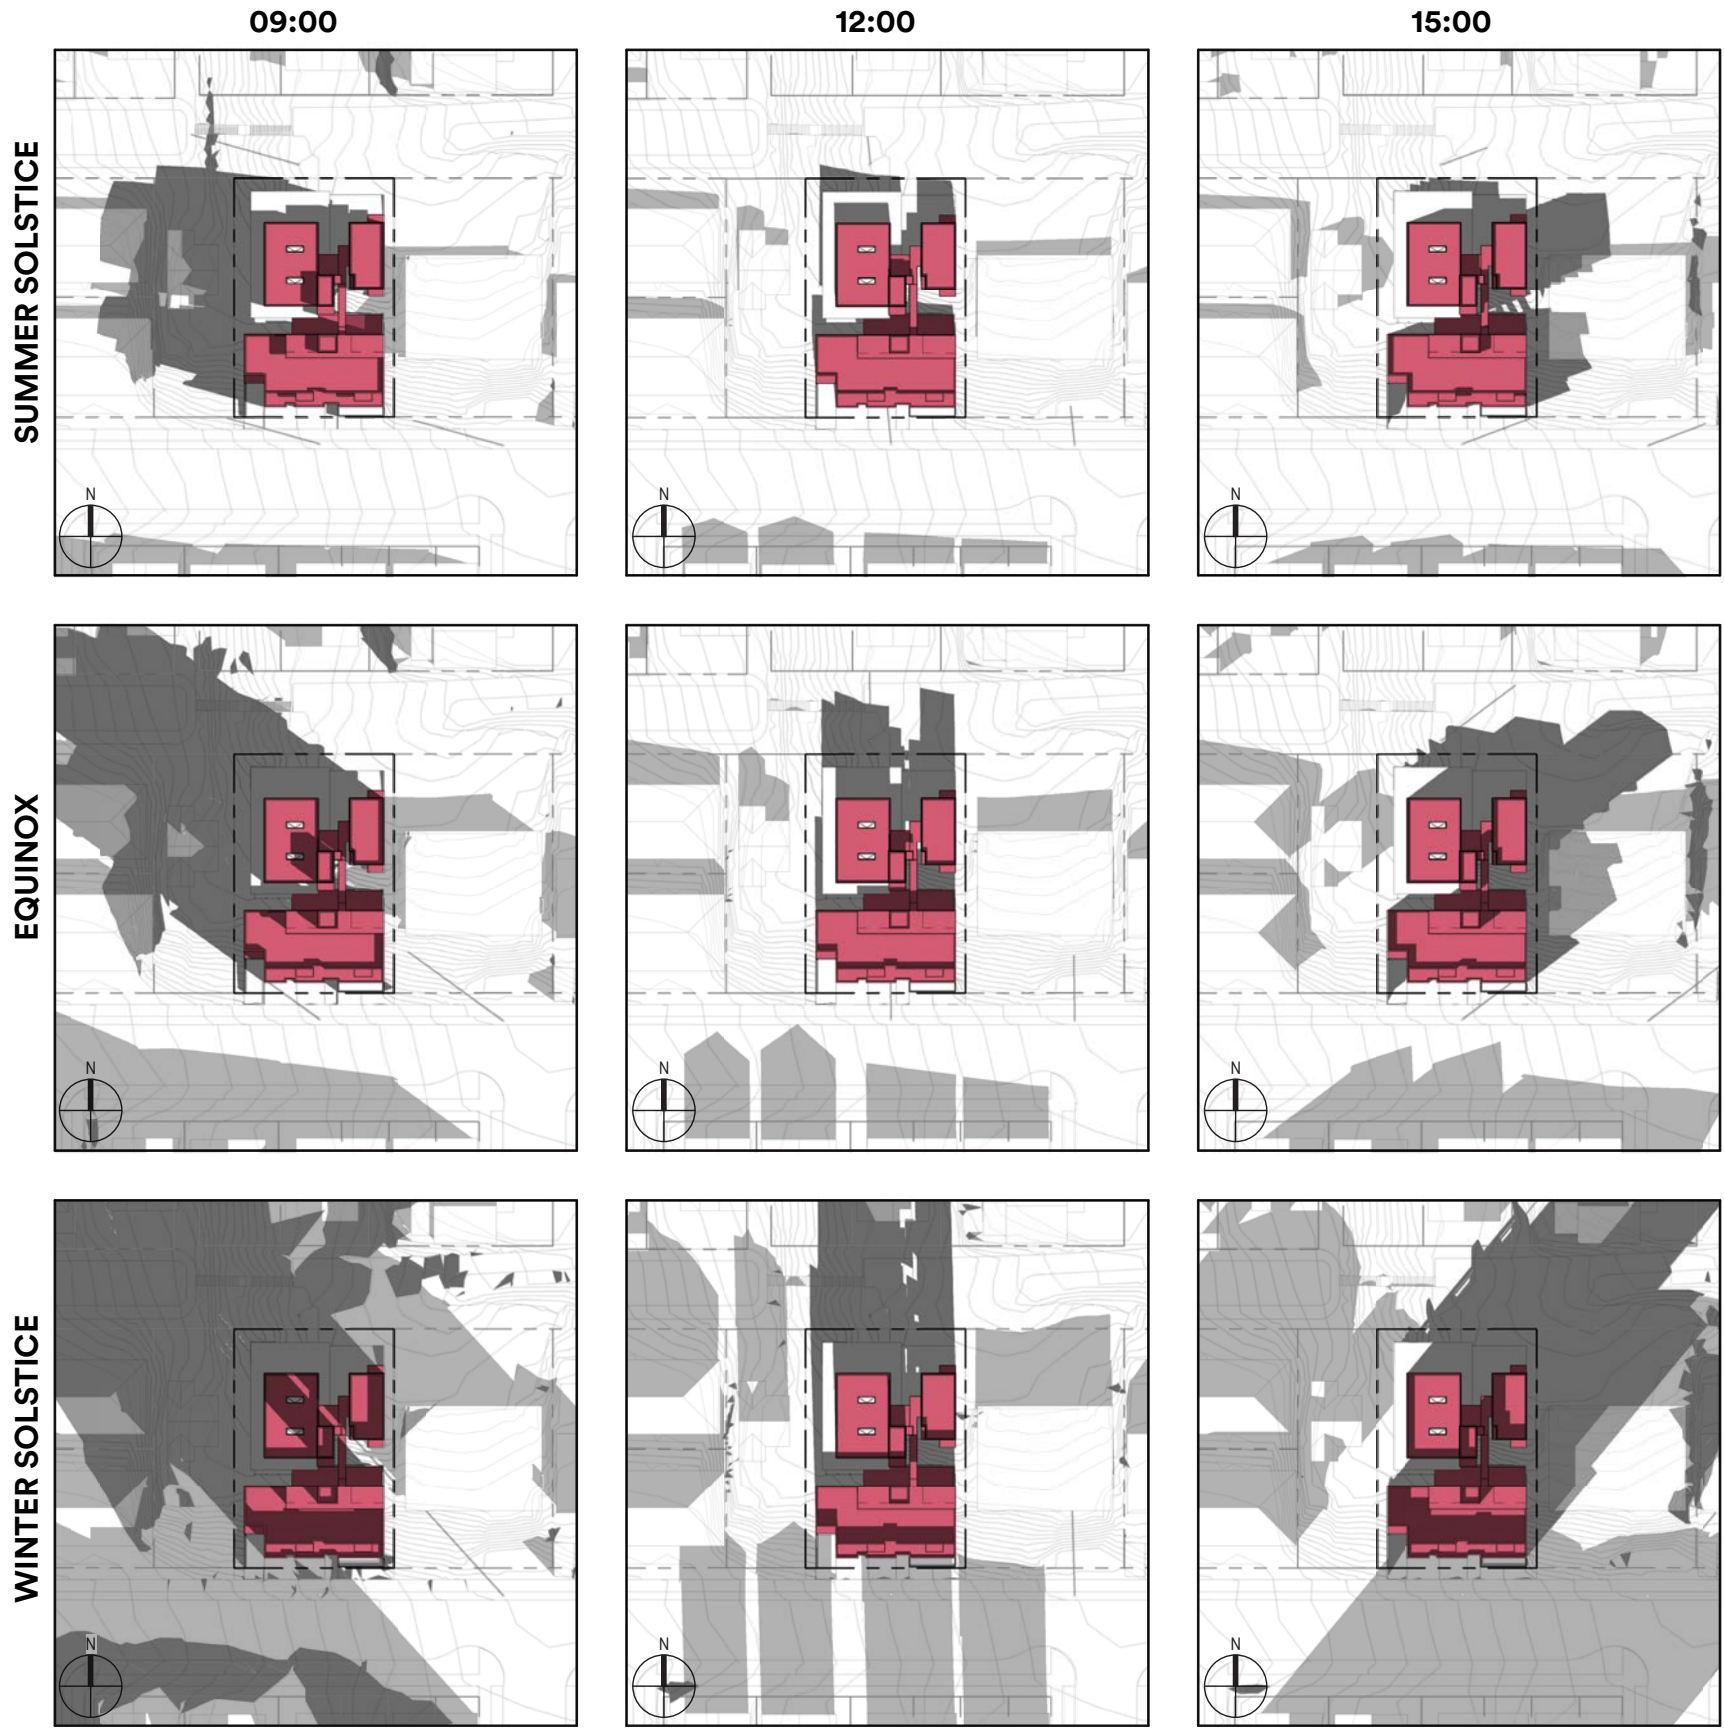 09:00 12:00 15:00
SUMMER SOLSTICE
N N N
EQUINOX
N N N
WINTER SOLSTICE
N N N